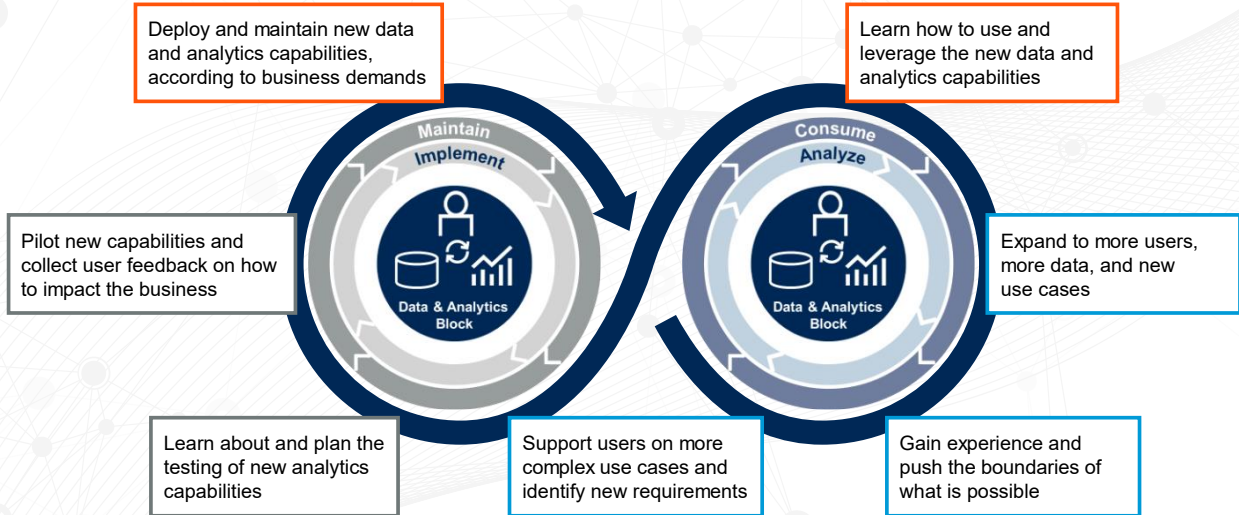 Deploy and maintain new data
and analytics capabilities,
according to business demands
Learn how to use and
leverage the new data and
analytics capabilities
Maintain
Implement
Consume
Analyze
Pilot new capabilities and
collect user feedback on how
to impact the business
Data & Analytics
Block
Data & Analytics
Block
Expand to more users,
more data, and new
use cases
Learn about and plan the
testing of new analytics
capabilities
Support users on more
complex use cases and
identify new requirements
Gain experience and
push the boundaries of
what is possible